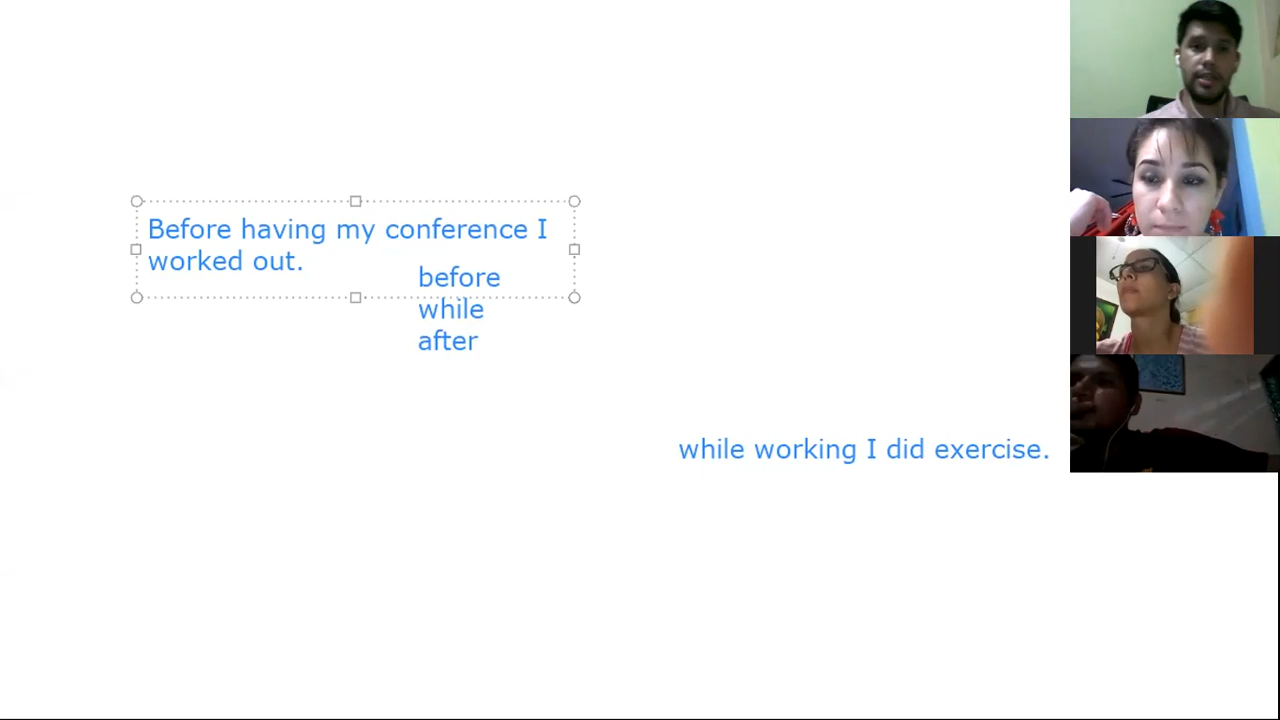 Before having my conference I
worked out.
before
while
after
while working I did exercise.